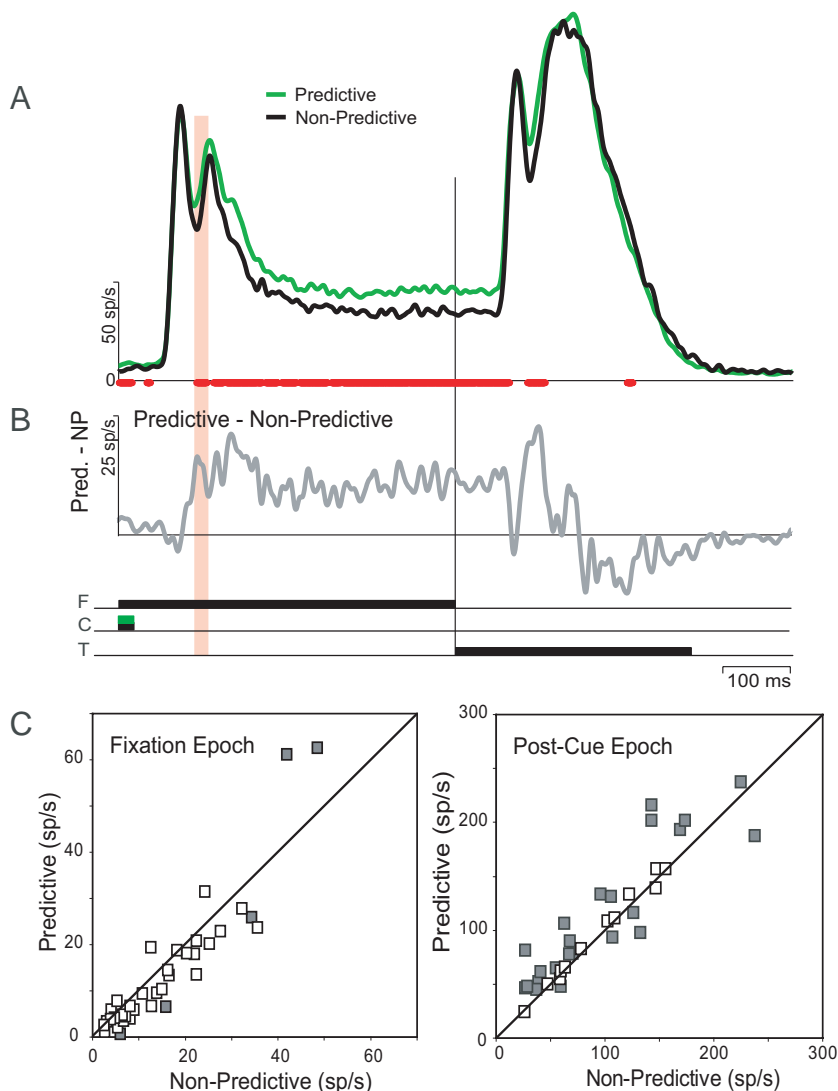 A
Predictive
Non-Predictive
50 sp/s
0
B
Predictive - Non-Predictive
Pred. - NP
25 sp/s
F
C
T
100 ms
C
Fixation Epoch
Predictive (sp/s)
60
40
20
0
0 20 40 60
Non-Predictive (sp/s)
Post-Cue Epoch
Predictive (sp/s)
300
200
100
0
0 100 200 300
Non-Predictive (sp/s)